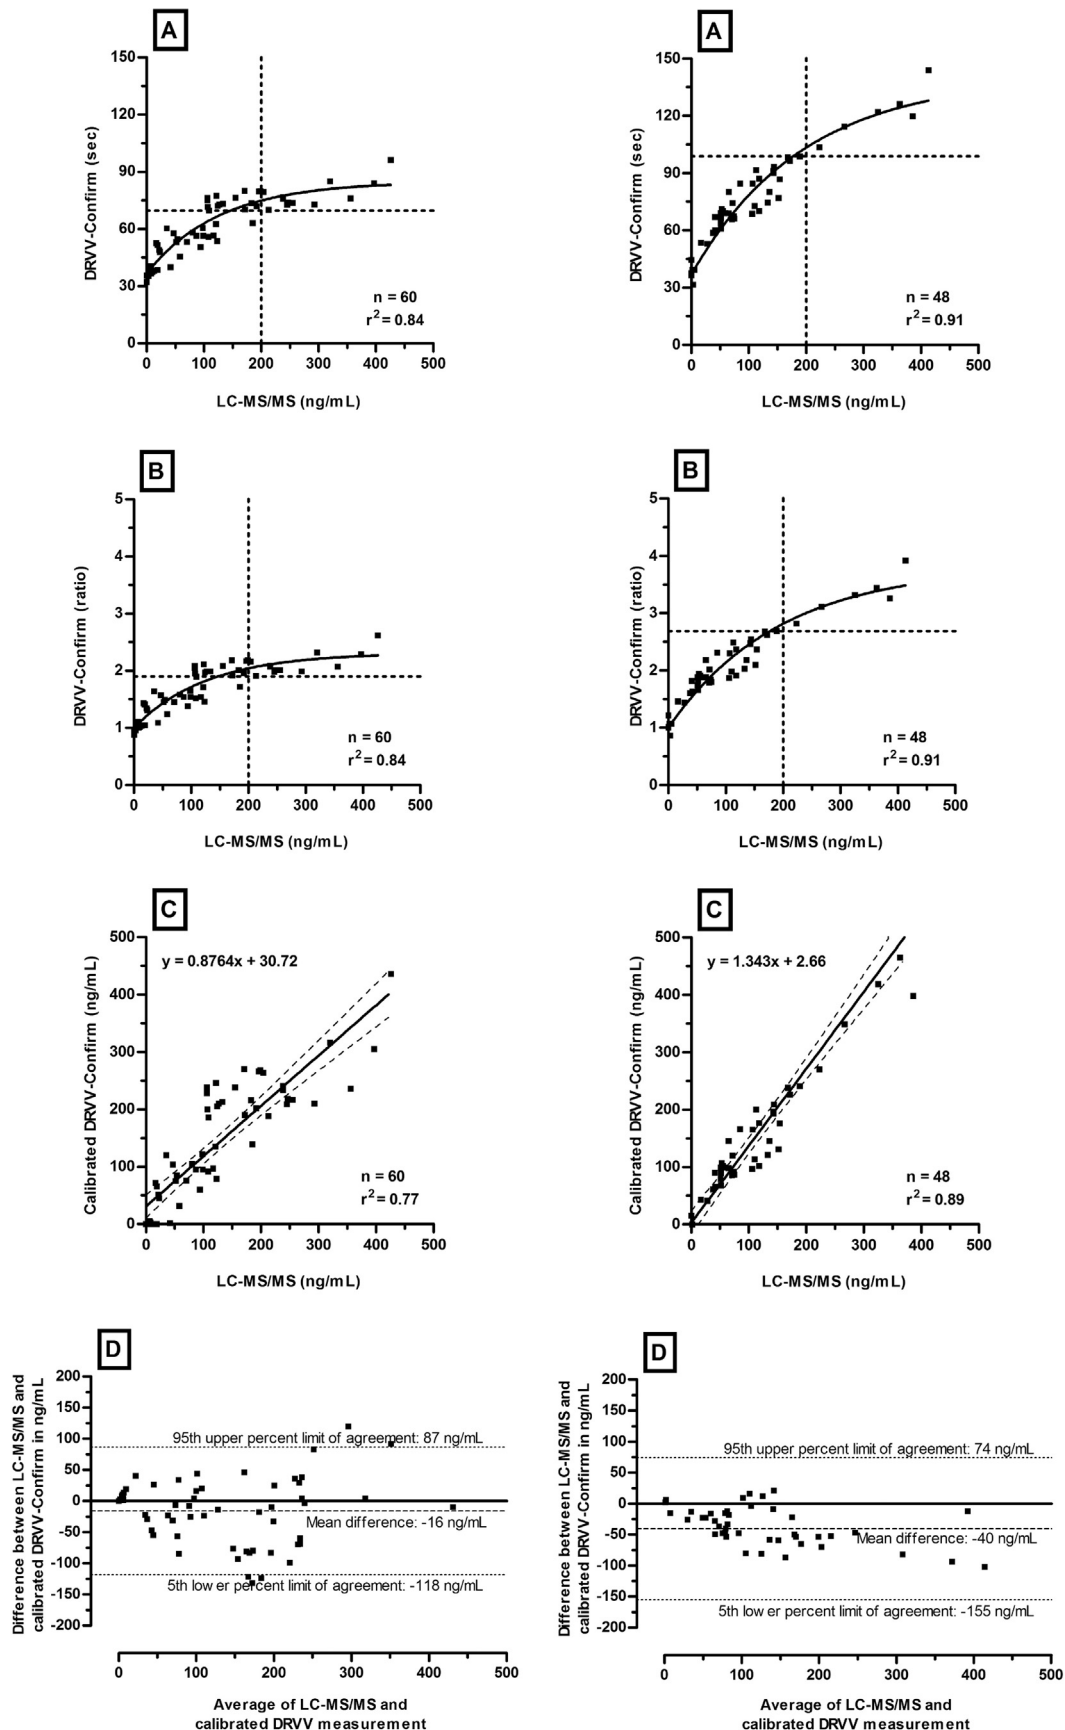 A
150
120
90
60
30
0
DRVV-Confirm (sec)
n = 60
r2 = 0.84
0 100 200 300 400 500
LC-MS/MS (ng/mL)
A
150
120
90
60
30
0
DRVV-Confirm (sec)
n = 48
r2 = 0.91
0 100 200 300 400 500
LC-MS/MS (ng/mL)
B
5
4
3
2
1
0
DRVV-Confirm (ratio)
n = 60
r2 = 0.84
0 100 200 300 400 500
LC-MS/MS (ng/mL)
B
5
4
3
2
1
0
DRVV-Confirm (ratio)
n = 48
r2 = 0.91
0 100 200 300 400 500
LC-MS/MS (ng/mL)
C
500
400
300
200
100
0
Calibrated DRVV-Confirm (ng/mL)
y = 0.8764x + 30.72
n = 60
r2 = 0.77
0 100 200 300 400 500
LC-MS/MS (ng/mL)
C
500
400
300
200
100
0
Calibrated DRVV-Confirm (ng/mL)
y = 1.343x + 2.66
n = 48
r2 = 0.89
0 100 200 300 400 500
LC-MS/MS (ng/mL)
D
Difference between LC-MS/MS and
calibrated DRVV-Confirm in ng/mL
200
150
100
50
0
-50
-100
-150
-200
95th upper percent limit of agreement: 87 ng/mL
Mean difference: -16 ng/mL
5th lower percent limit of agreement: -118 ng/mL
0 100 200 300 400 500
Average of LC-MS/MS and
calibrated DRVV measurement
D
Difference between LC-MS/MS and
calibrated DRVV-Confirm in ng/mL
200
150
100
50
0
-50
-100
-150
-200
95th upper percent limit of agreement: 74 ng/mL
Mean difference: -40 ng/mL
5th lower percent limit of agreement: -155 ng/mL
0 100 200 300 400 500
Average of LC-MS/MS and
calibrated DRVV measurement